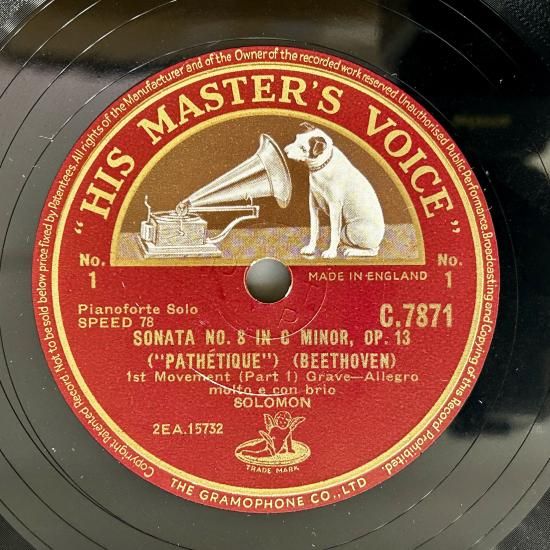 All rights of the Manufacturer and of the Owner of the recorded work reserved. Unauthorised Public Performance, Broadcasting and Copying of this Record Prohibited.
Copyright Patented Record Not to be sold below price fixed by Patentees.
"HIS MASTER'S VOICE"
No.
1
No.
1
MADE IN ENGLAND
Pianoforte Solo
SPEED 78
C.7871
SONATA NO. 8 IN C MINOR, OP. 13
("PATHÉTIQUE") (BEETHOVEN)
1st Movement (Part 1) Grave—Allegro
molto e con brio
SOLOMON
2EA.15732
TRADE MARK
THE GRAMOPHONE CO., LTD